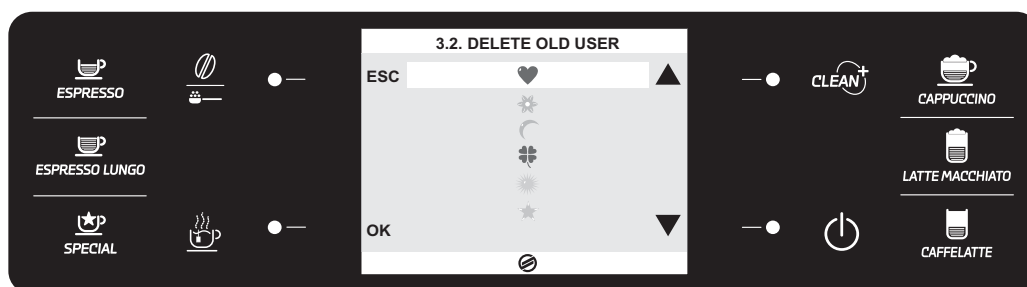 3.2. DELETE OLD USER
ESC
OK
ESPRESSO
ESPRESSO LUNGO
SPECIAL
CLEAN+
CAPPUCCINO
LATTE MACCHIATO
CAFFELATTE